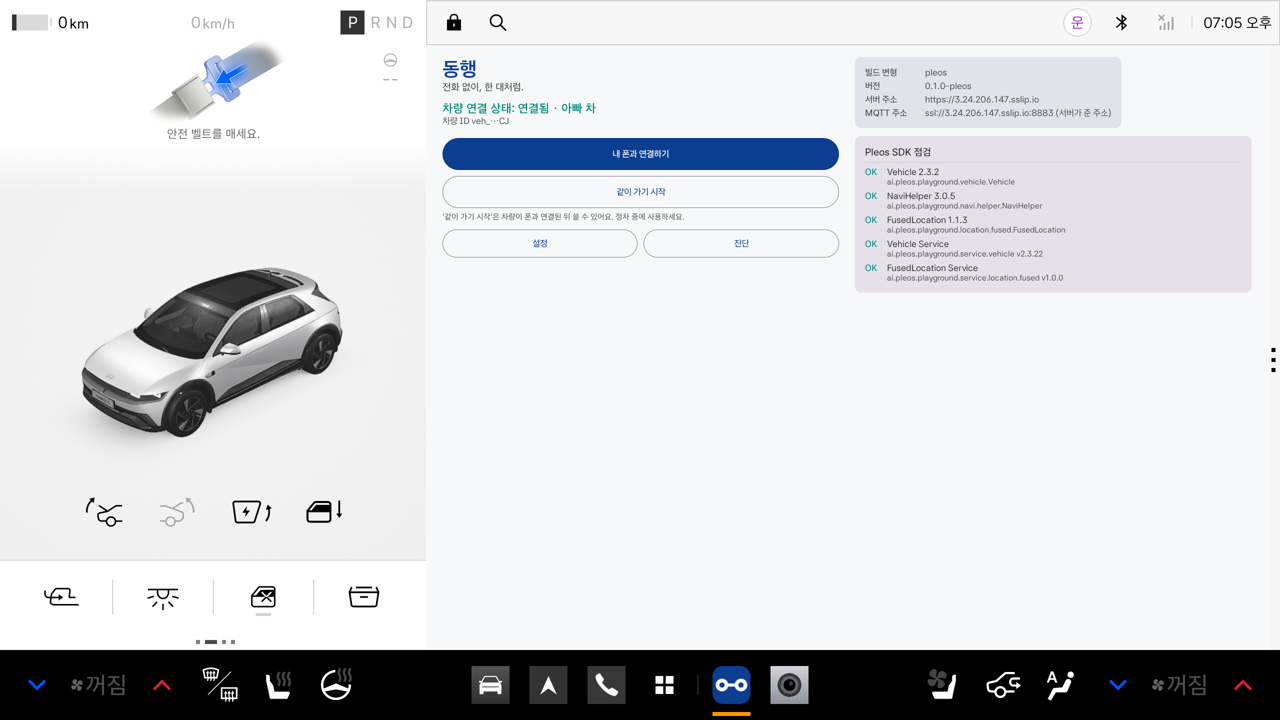 0 km
0 km/h
P R N D
안전 벨트를 매세요.
운
07:05 오후
동행
전화 없이, 한 대처럼.
차량 연결 상태: 연결됨 · 아빠 차
차량 ID veh_···CJ
내 폰과 연결하기
같이 가기 시작
'같이 가기 시작'은 차량이 폰과 연결된 뒤 쓸 수 있어요. 정차 중에 사용하세요.
설정
진단
빌드 변형 pleos
버전 0.1.0-pleos
서버 주소 https://3.24.206.147.sslip.io
MQTT 주소 ssl://3.24.206.147.sslip.io:8883 (서버가 준 주소)
Pleos SDK 점검
OK Vehicle 2.3.2
ai.pleos.playground.vehicle.Vehicle
OK NaviHelper 3.0.5
ai.pleos.playground.navi.helper.NaviHelper
OK FusedLocation 1.1.3
ai.pleos.playground.location.fused.FusedLocation
OK Vehicle Service
ai.pleos.playground.service.vehicle v2.3.22
OK FusedLocation Service
ai.pleos.playground.service.location.fused v1.0.0
꺼짐
A
꺼짐